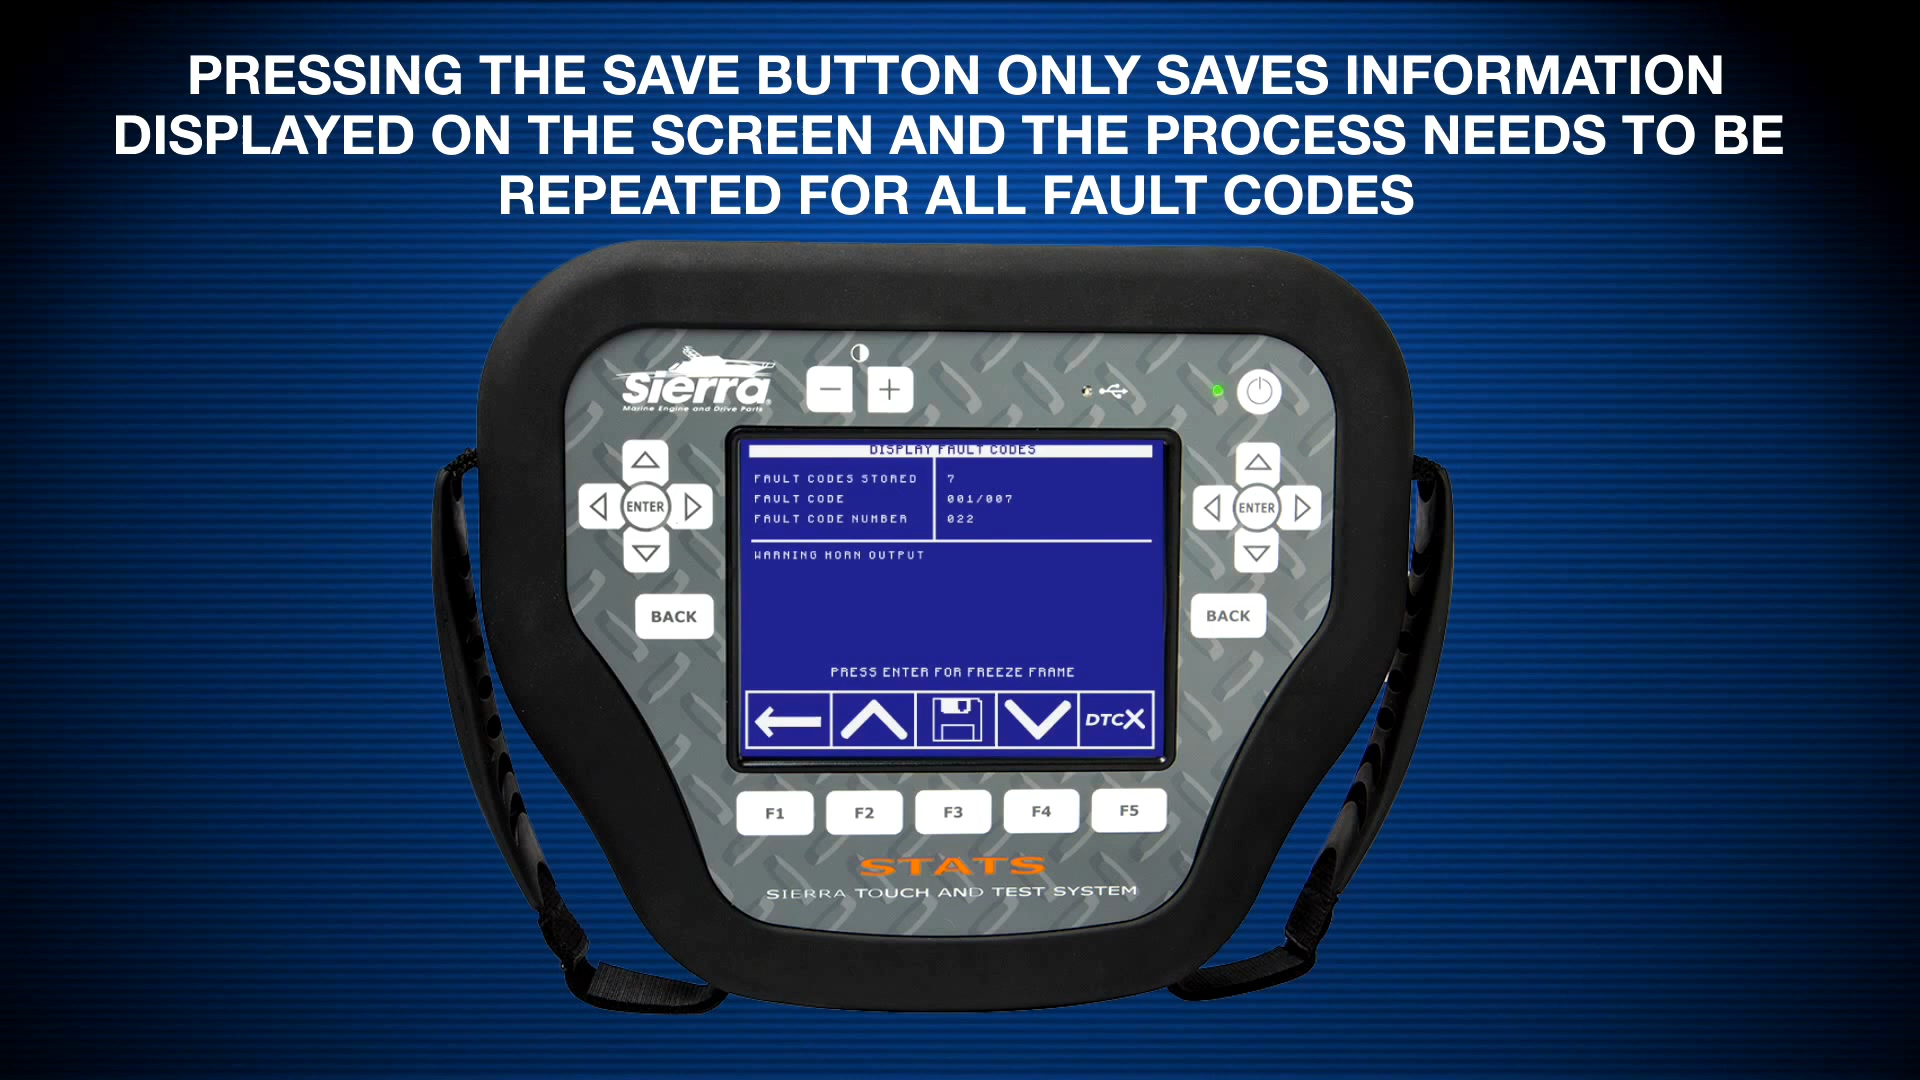 PRESSING THE SAVE BUTTON ONLY SAVES INFORMATION
DISPLAYED ON THE SCREEN AND THE PROCESS NEEDS TO BE
REPEATED FOR ALL FAULT CODES
Sierra®
Marine Engine and Drive Parts
DISPLAY FAULT CODES
FAULT CODES STORED 7
FAULT CODE 001/007
FAULT CODE NUMBER 022
WARNING HORN OUTPUT
PRESS ENTER FOR FREEZE FRAME
DTCX
ENTER
BACK
ENTER
BACK
F1 F2 F3 F4 F5
STATS
SIERRA TOUCH AND TEST SYSTEM